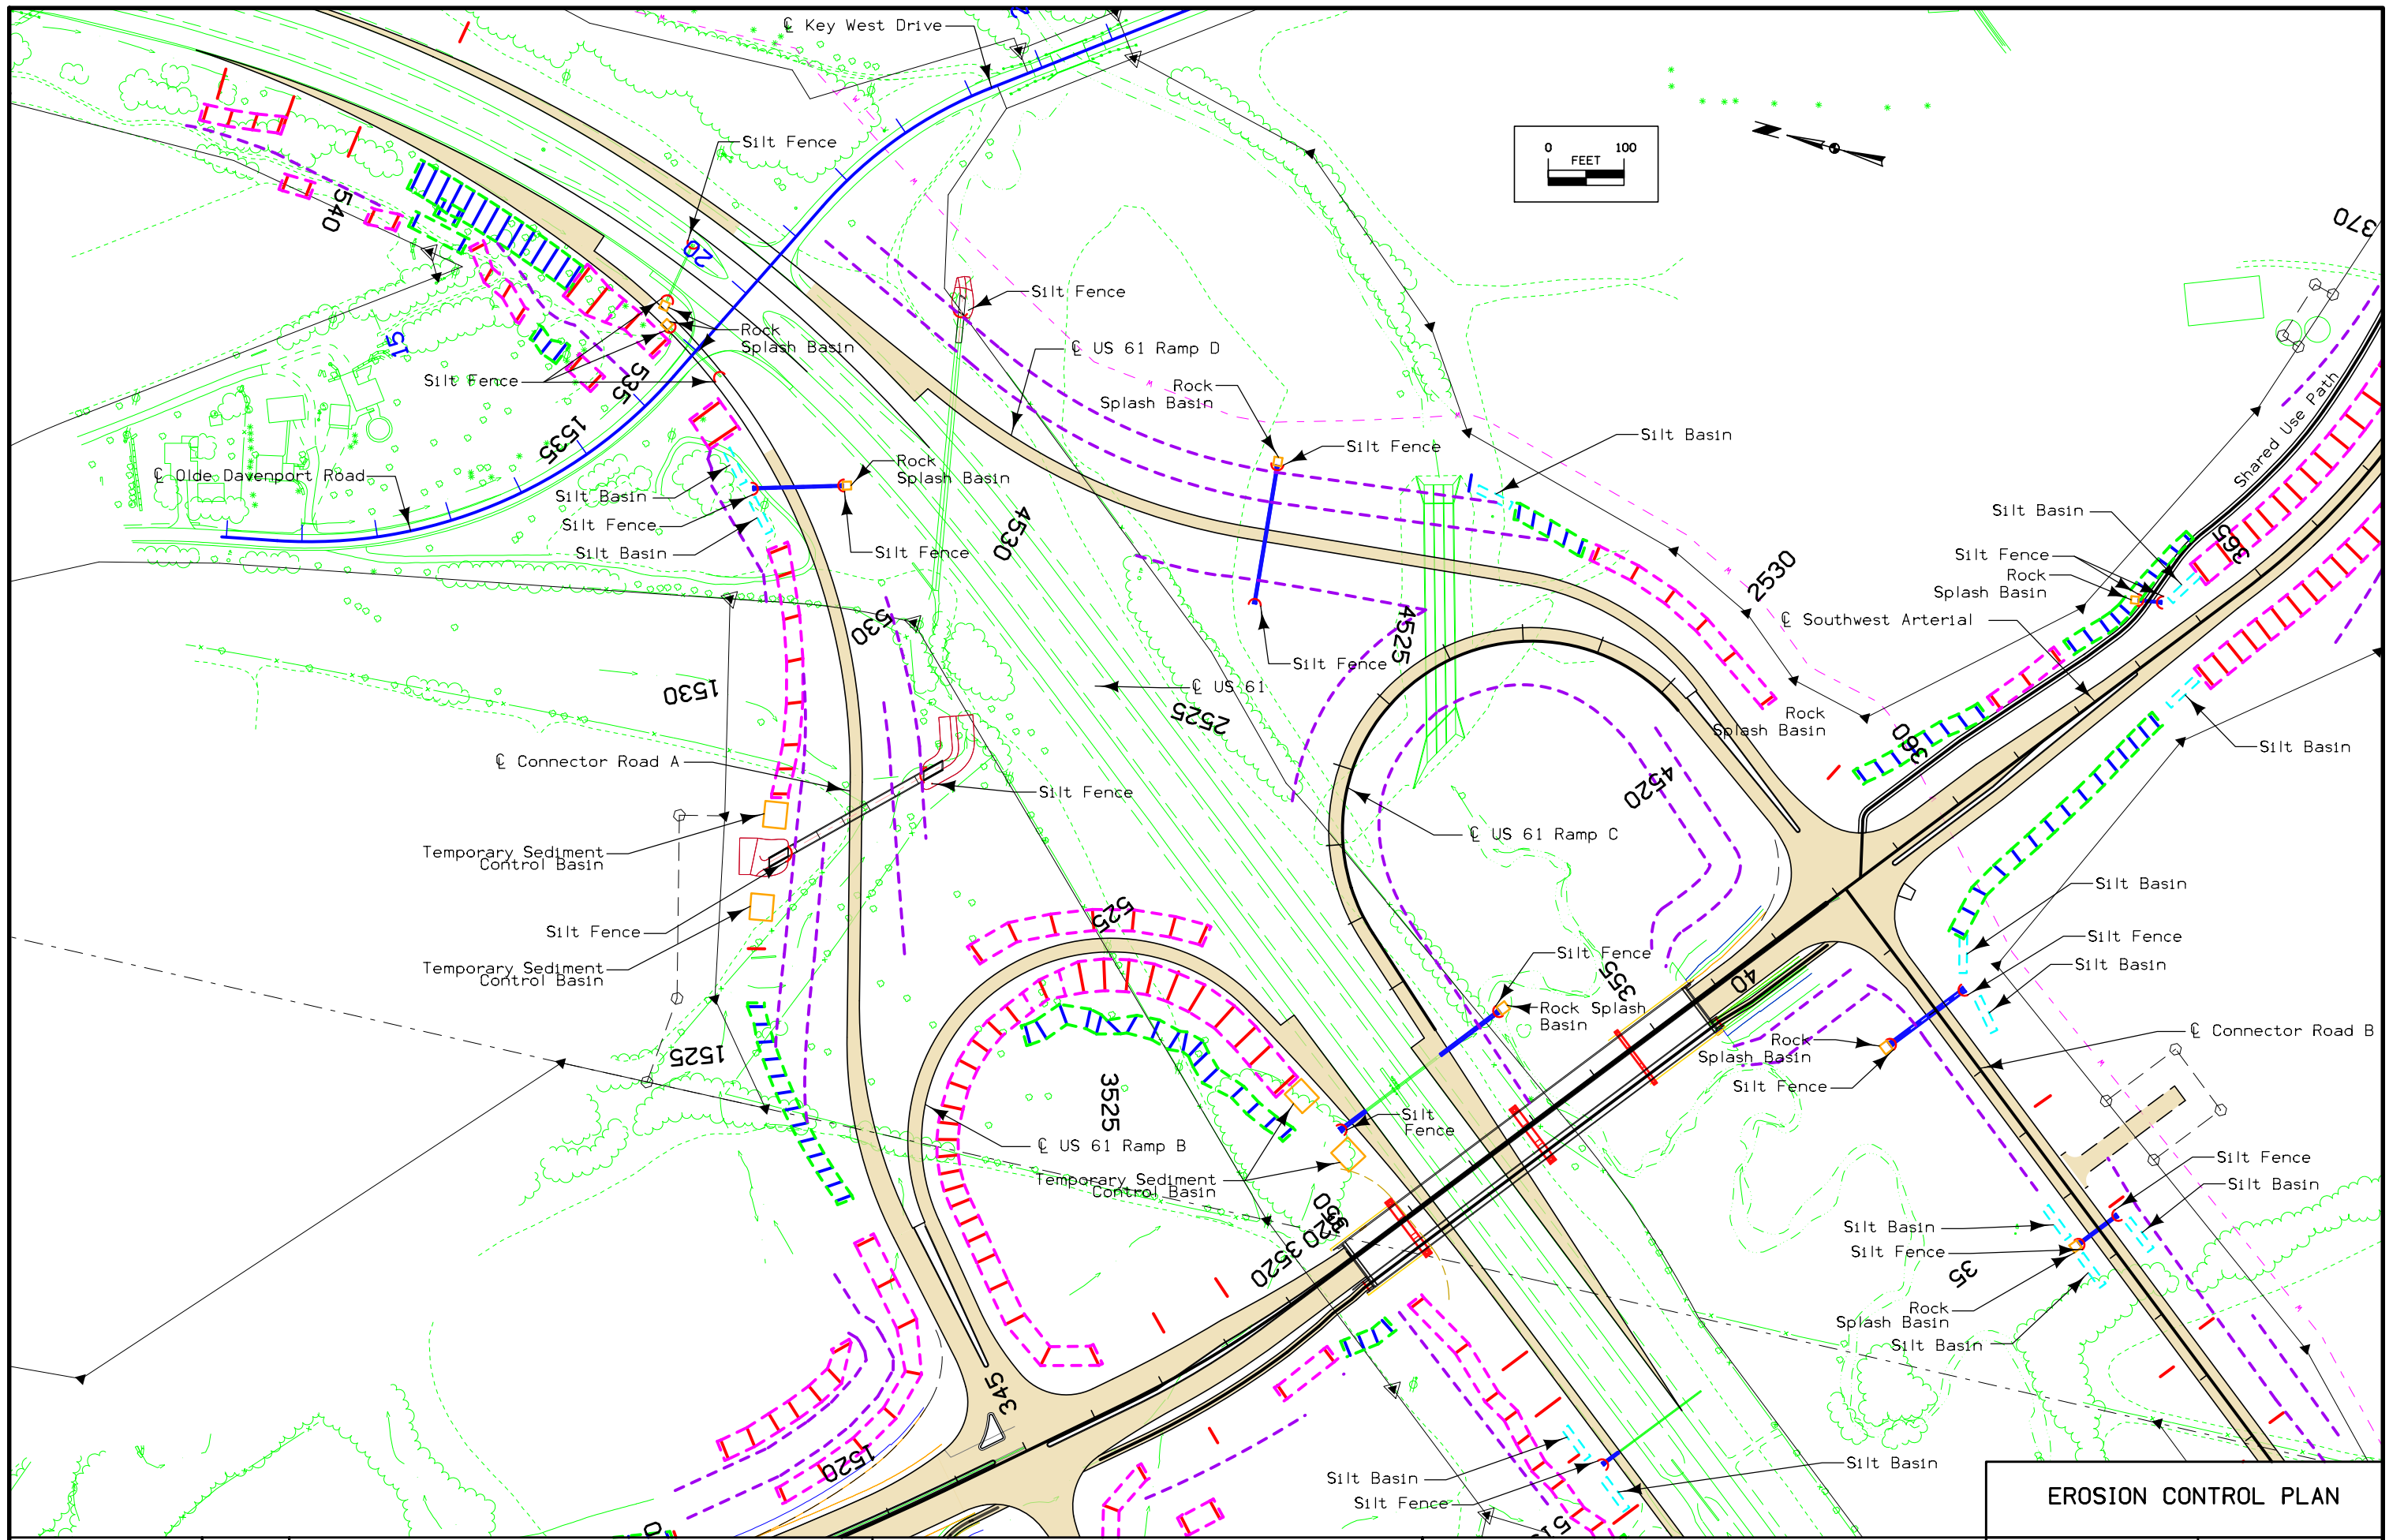 ℄ Key West Drive
Silt Fence
0 100
FEET
540
20
370
15
Silt Fence
Rock
Splash Basin
℄ US 61 Ramp D
Silt Fence
535
Rock
Splash Basin
Shared Use Path
1535
Silt Fence
Silt Basin
℄ Olde Davenport Road
Rock
Splash Basin
Silt Basin
Silt Fence
Silt Basin
Silt Fence
4530
Silt Basin
365
Silt Fence
Rock
Splash Basin
2530
530
4525
℄ Southwest Arterial
Silt Fence
1530
℄ US 61
2525
Rock
Splash Basin
360
Silt Basin
℄ Connector Road A
Silt Fence
4520
℄ US 61 Ramp C
Temporary Sediment
Control Basin
Silt Basin
525
Silt Fence
Silt Fence
Silt Fence
Temporary Sediment
Control Basin
Silt Basin
355
40
Rock Splash
Basin
℄ Connector Road B
Rock
Splash Basin
1525
Silt Fence
3525
Silt
Fence
℄ US 61 Ramp B
Silt Fence
Temporary Sediment
Control Basin
Silt Basin
350
520
3520
Silt Basin
Silt Fence
35
Rock
Splash Basin
Silt Basin
345
1520
Silt Basin
Silt Basin
Silt Fence
EROSION CONTROL PLAN